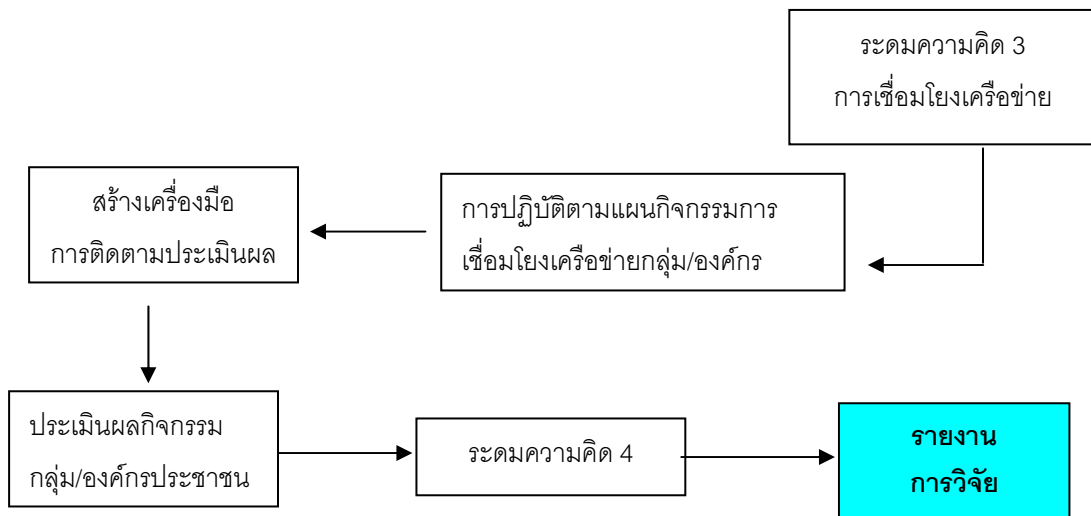 ระดมความคิด 3
การเชื่อมโยงเครือข่าย
การปฏิบัติตามแผนกิจกรรมการ
เชื่อมโยงเครือข่ายกลุ่ม/องค์กร
สร้างเครื่องมือ
การติดตามประเมินผล
ประเมินผลกิจกรรม
กลุ่ม/องค์กรประชาชน
ระดมความคิด 4
รายงาน
การวิจัย